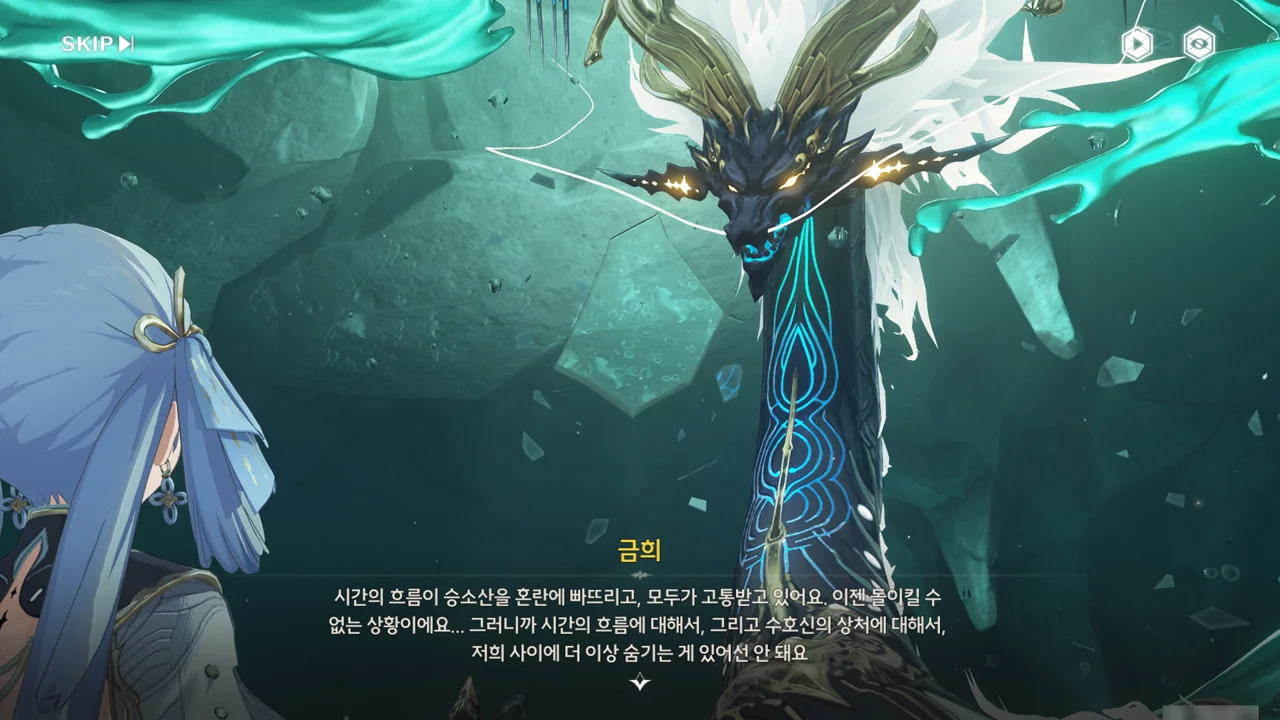 SKIP
금희
시간의 흐름이 승소산을 혼란에 빠뜨리고, 모두가 고통받고 있어요. 이젠 돌이킬 수
없는 상황이에요... 그러니까 시간의 흐름에 대해서, 그리고 수호신의 상처에 대해서,
저희 사이에 더 이상 숨기는 게 있어선 안 돼요